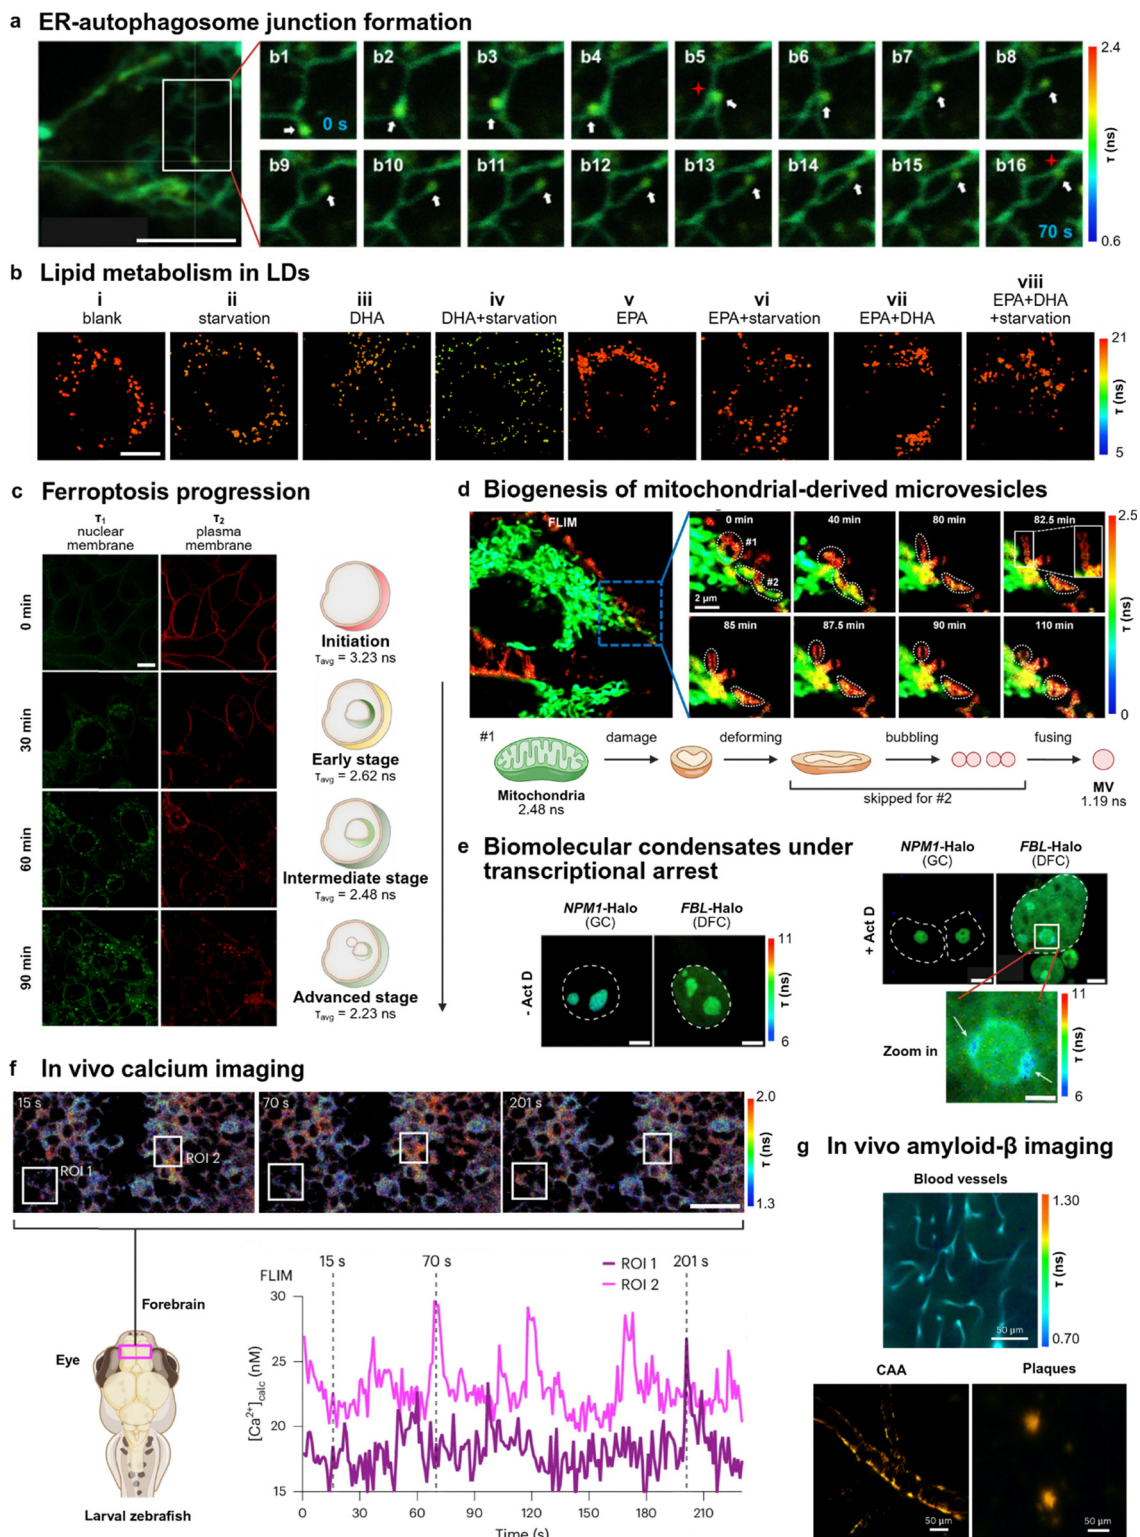 a ER-autophagosome junction formation
b1 b2 b3 b4 b5 b6 b7 b8
0 s
b9 b10 b11 b12 b13 b14 b15 b16
70 s
2.4
τ (ns)
0.6
b Lipid metabolism in LDs
i ii iii iv v vi vii viii
blank starvation DHA DHA+starvation EPA EPA+starvation EPA+DHA EPA+DHA
+starvation
21
τ (ns)
5
c Ferroptosis progression
τ₁ τ₂
nuclear plasma
membrane membrane
0 min
Initiation
τavg = 3.23 ns
30 min
Early stage
τavg = 2.62 ns
60 min
Intermediate stage
τavg = 2.48 ns
90 min
Advanced stage
τavg = 2.23 ns
d Biogenesis of mitochondrial-derived microvesicles
FLIM 0 min 40 min 80 min 82.5 min
#1
#2
2 µm
85 min 87.5 min 90 min 110 min
2.5
τ (ns)
0
#1 damage deforming bubbling fusing
Mitochondria
2.48 ns
skipped for #2
MV
1.19 ns
e Biomolecular condensates under
transcriptional arrest
NPM1-Halo FBL-Halo
(GC) (DFC)
- Act D
11
τ (ns)
6
NPM1-Halo FBL-Halo
(GC) (DFC)
+ Act D
Zoom in
11
τ (ns)
6
f In vivo calcium imaging
15 s 70 s 201 s
ROI 1 ROI 2
2.0
τ (ns)
1.3
Forebrain
Eye
Larval zebrafish
FLIM 15 s 70 s 201 s
ROI 1
ROI 2
[Ca²⁺]calc (nM)
30
25
20
15
0 30 60 90 120 150 180 210
Time (s)
g In vivo amyloid-β imaging
Blood vessels
50 µm
1.30
τ (ns)
0.70
CAA Plaques
50 µm 50 µm